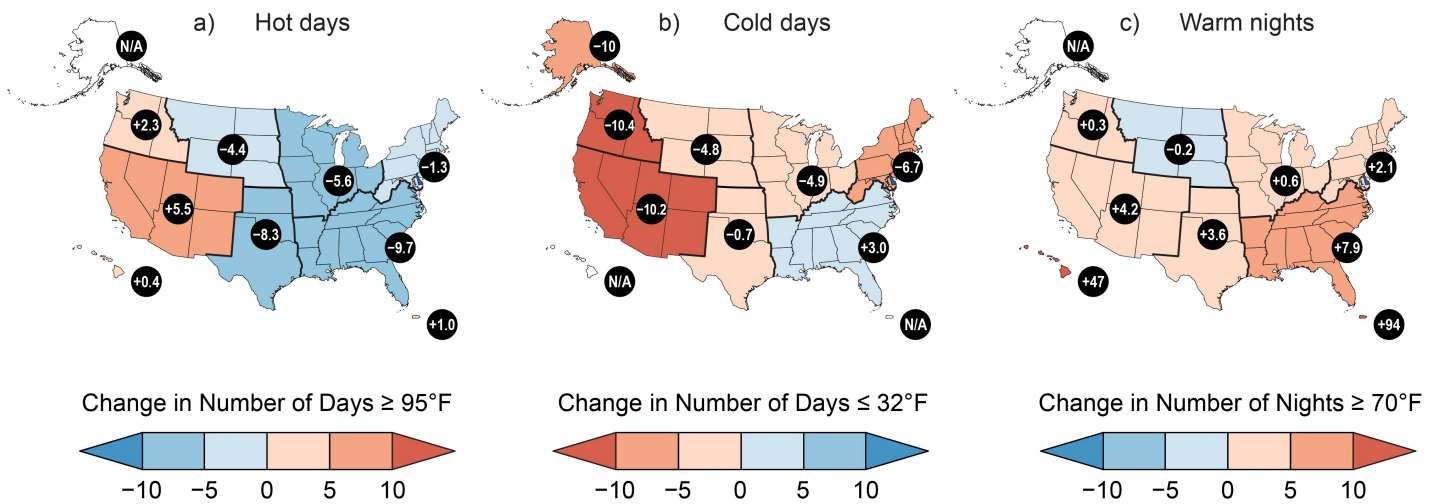 a) Hot days
N/A
+2.3
−4.4
−5.6
−1.3
+5.5
−8.3
−9.7
+0.4
+1.0
Change in Number of Days ≥ 95°F
−10 −5 0 5 10
b) Cold days
−10
−10.4
−4.8
−4.9
−6.7
−10.2
−0.7
+3.0
N/A
N/A
Change in Number of Days ≤ 32°F
−10 −5 0 5 10
c) Warm nights
N/A
+0.3
−0.2
+0.6
+2.1
+4.2
+3.6
+7.9
+47
+94
Change in Number of Nights ≥ 70°F
−10 −5 0 5 10